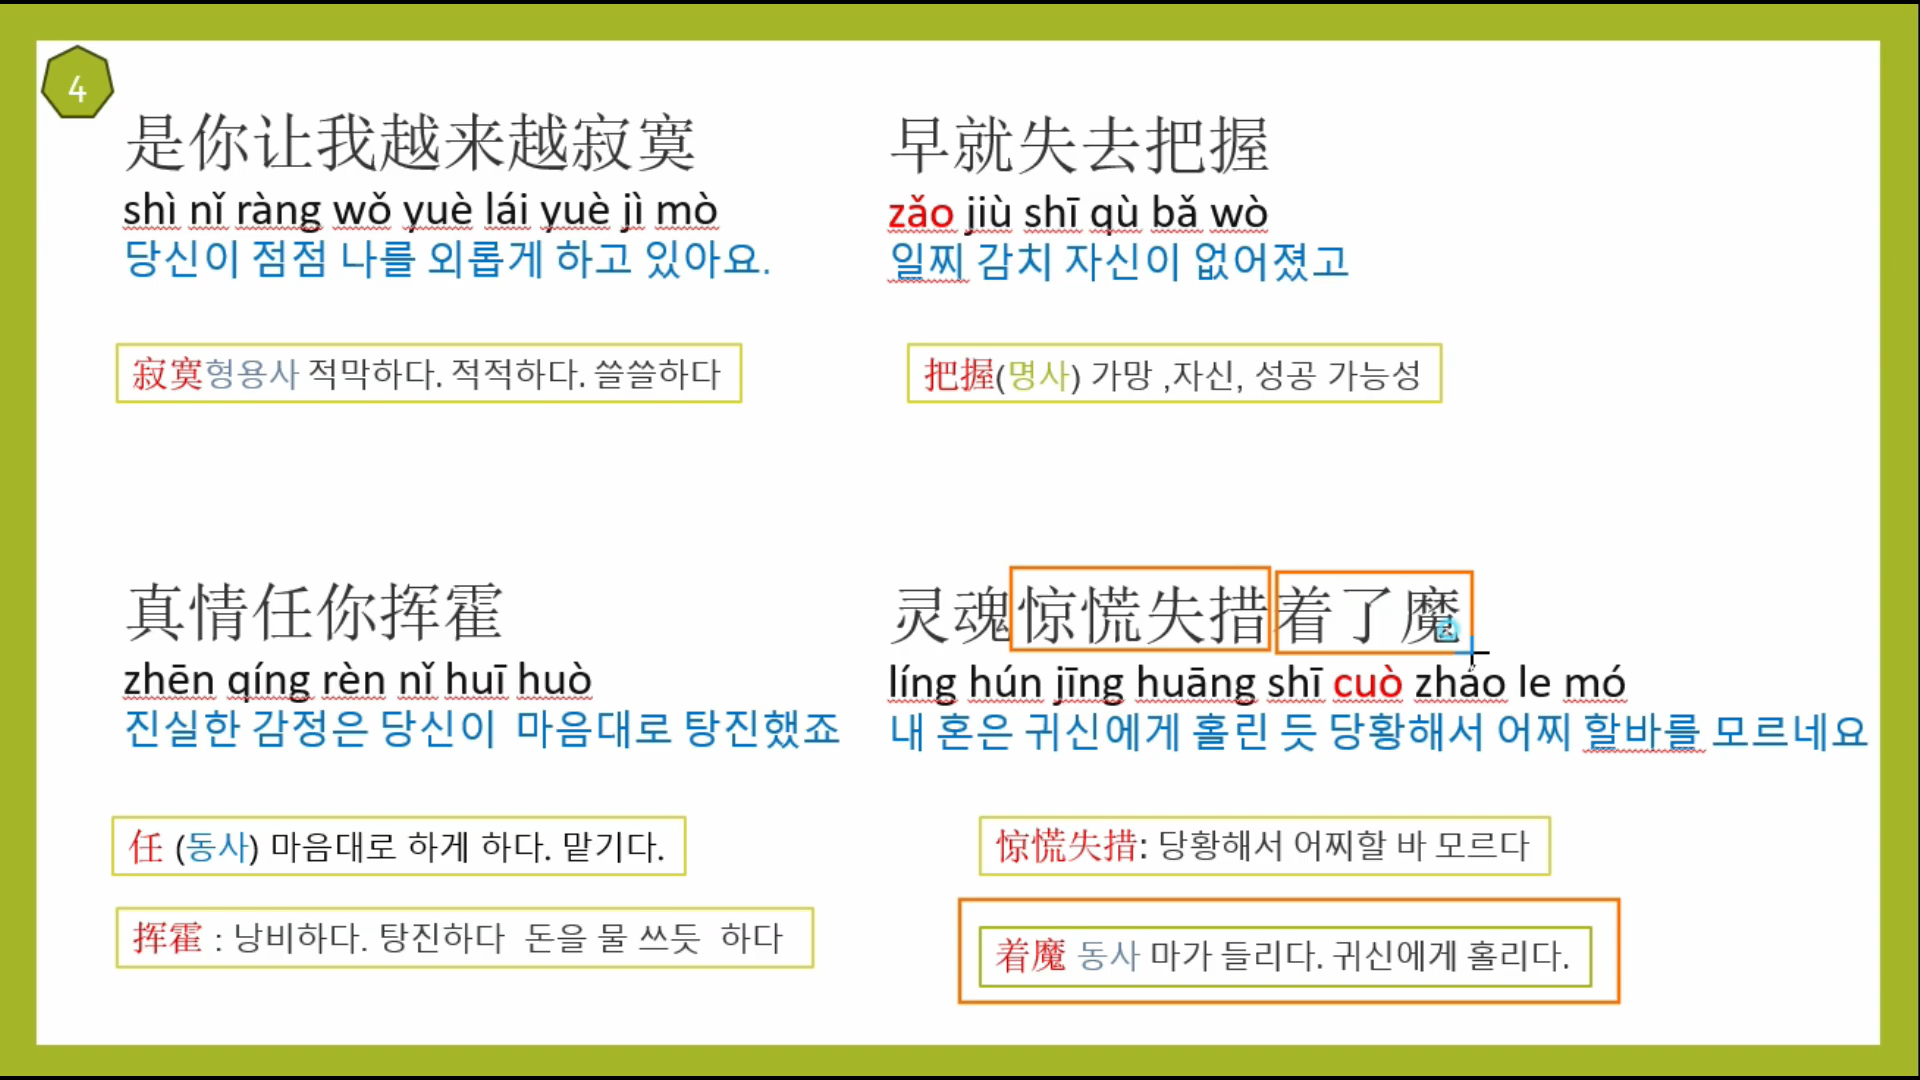 4
是你让我越来越寂寞
shì nǐ ràng wǒ yuè lái yuè jì mò
당신이 점점 나를 외롭게 하고 있아요.
寂寞형용사 적막하다. 적적하다. 쓸쓸하다
早就失去把握
zǎo jiù shī qù bǎ wò
일찌 감치 자신이 없어졌고
把握(명사) 가망 ,자신, 성공 가능성
真情任你挥霍
zhēn qíng rèn nǐ huī huò
진실한 감정은 당신이 마음대로 탕진했죠
任 (동사) 마음대로 하게 하다. 맡기다.
挥霍 : 낭비하다. 탕진하다 돈을 물 쓰듯 하다
灵魂惊慌失措着了魔
líng hún jīng huāng shī cuò zháo le mó
내 혼은 귀신에게 홀린 듯 당황해서 어찌 할바를 모르네요
惊慌失措: 당황해서 어찌할 바 모르다
着魔 동사 마가 들리다. 귀신에게 홀리다.